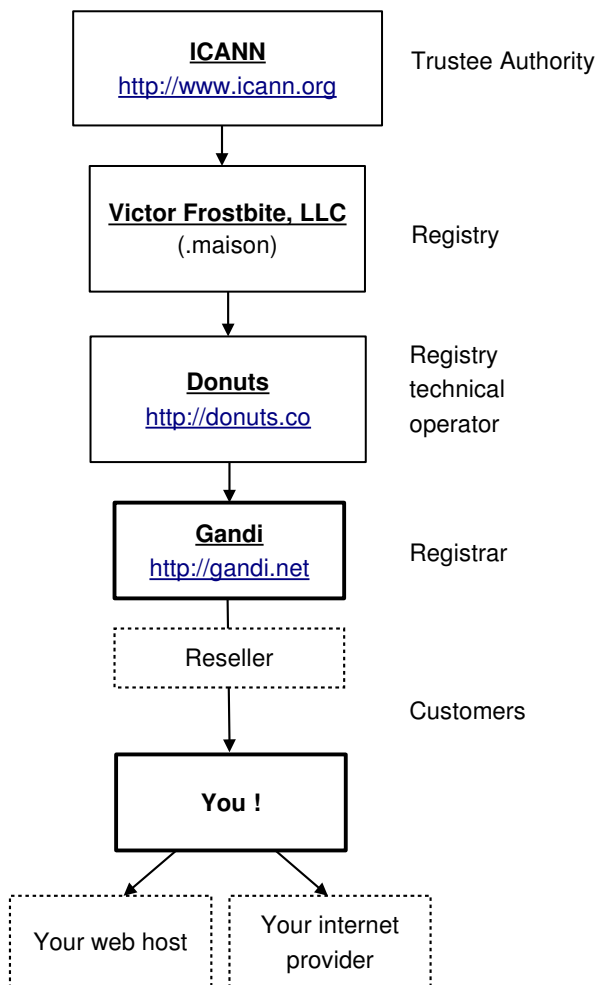 ICANN
http://www.icann.org
Trustee Authority
Victor Frostbite, LLC
(.maison)
Registry
Donuts
http://donuts.co
Registry
technical
operator
Gandi
http://gandi.net
Registrar
Reseller
Customers
You !
Your web host
Your internet
provider